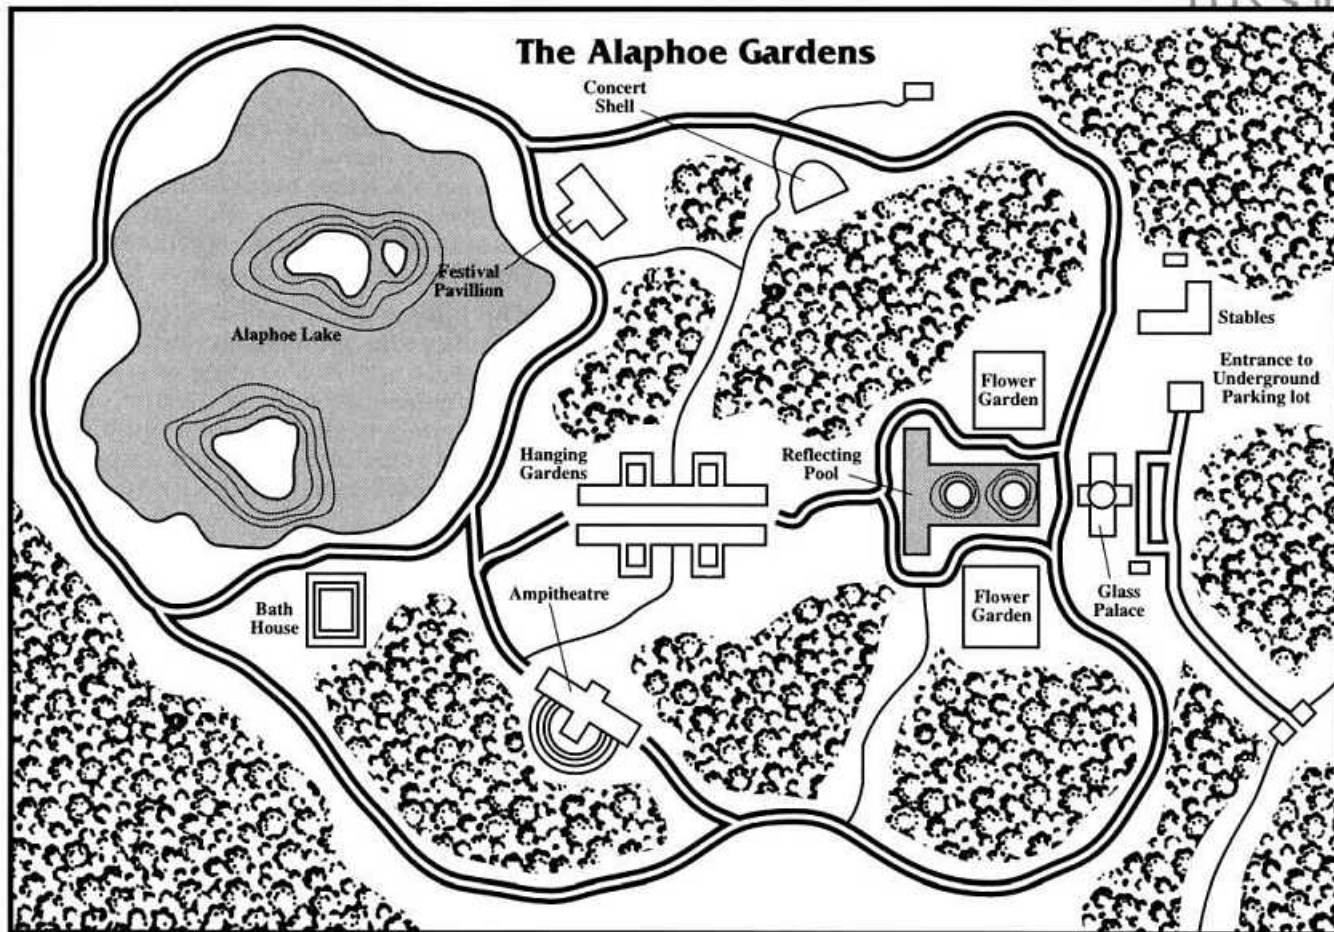 The Alaphoe Gardens
Concert
Shell
Festival
Pavillion
Alaphoe Lake
Stables
Entrance to
Underground
Parking lot
Flower
Garden
Hanging
Gardens
Reflecting
Pool
Ampitheatre
Bath
House
Flower
Garden
Glass
Palace